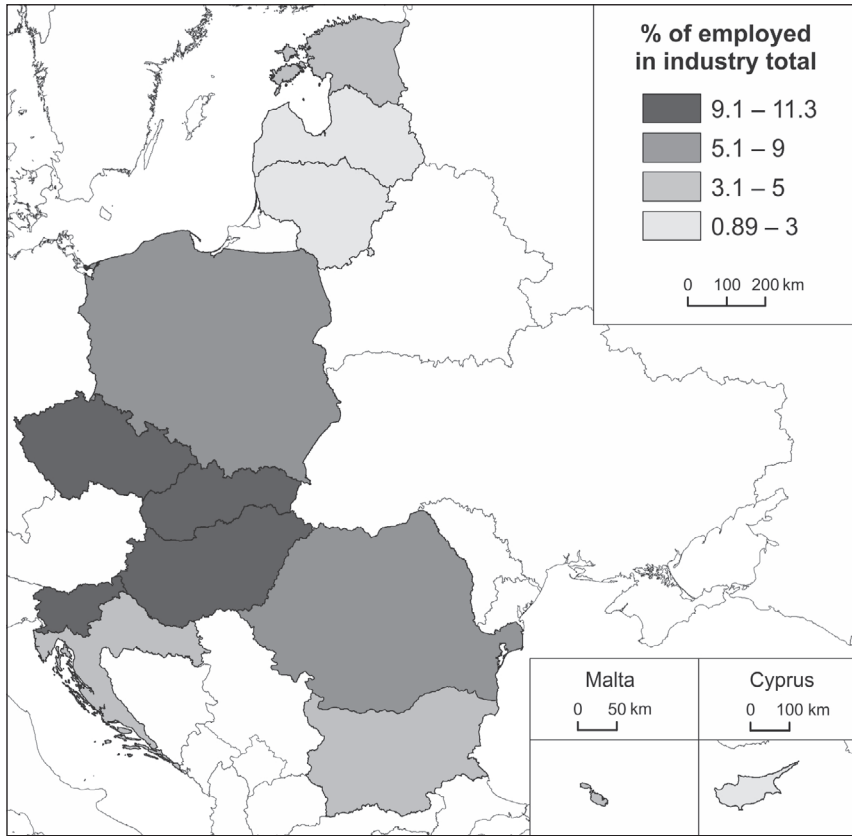 % of employed
in industry total
9.1 – 11.3
5.1 – 9
3.1 – 5
0.89 – 3
0 100 200 km
Malta
0 50 km
Cyprus
0 100 km